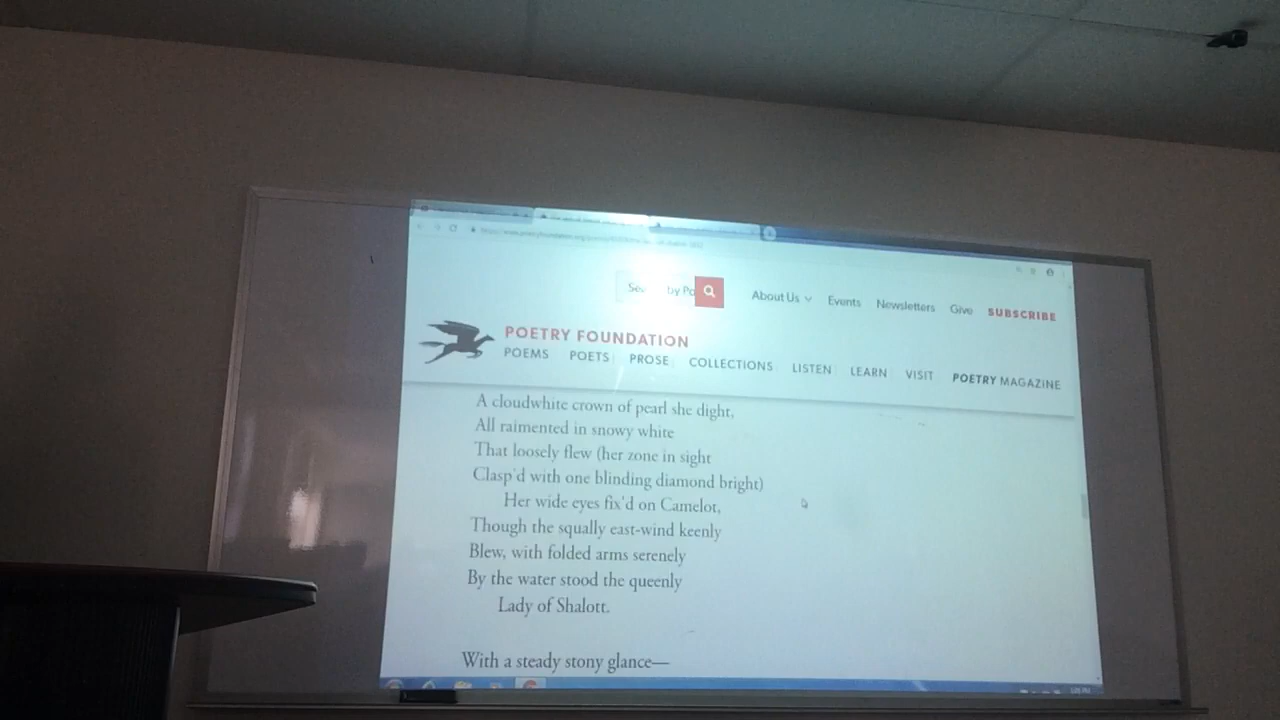 About Us
Events
Newsletters
Give
SUBSCRIBE
POETRY FOUNDATION
POEMS
POETS
PROSE
COLLECTIONS
LISTEN
LEARN
VISIT
POETRY MAGAZINE
A cloudwhite crown of pearl she dight,
All raimented in snowy white
That loosely flew (her zone in sight
Clasp'd with one blinding diamond bright)
Her wide eyes fix'd on Camelot,
Though the squally east-wind keenly
Blew, with folded arms serenely
By the water stood the queenly
Lady of Shalott.
With a steady stony glance—